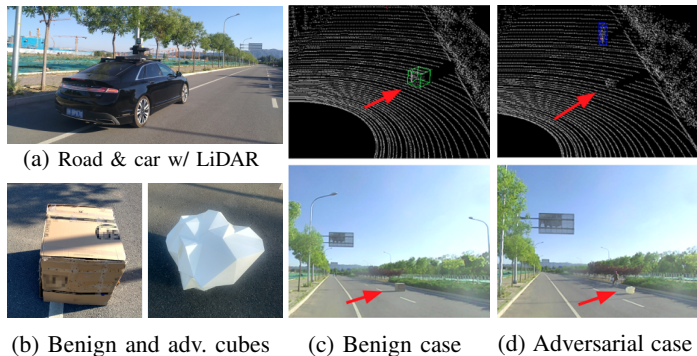 (a) Road & car w/ LiDAR
(b) Benign and adv. cubes
(c) Benign case
(d) Adversarial case